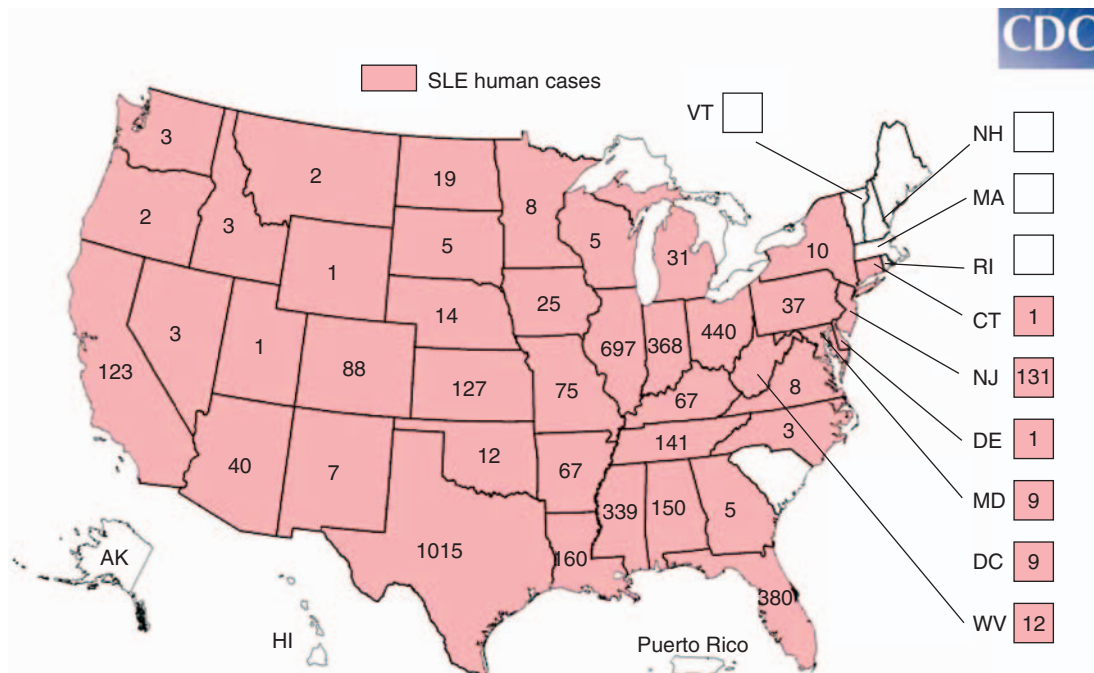 CDC
SLE human cases
VT
NH
MA
RI
CT 1
NJ 131
DE 1
MD 9
DC 9
WV 12
3
2
19
8
2
3
5
5
31
10
1
25
14
37
3
1
88
697
368
440
123
127
75
67
8
141
3
40
7
12
67
339
150
5
1015
160
380
AK
HI
Puerto Rico